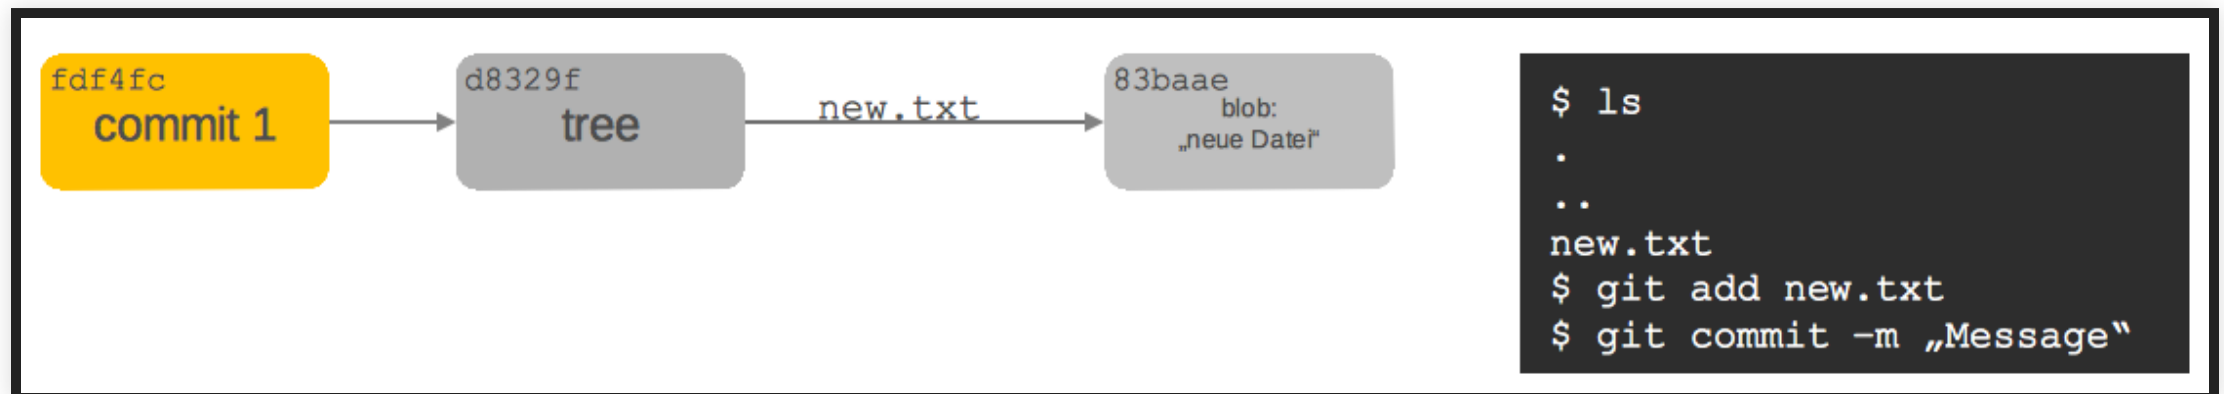 fdf4fc
commit 1
d8329f
tree
new.txt
83baae
blob:
„neue Datei“
$ ls
.
..
new.txt
$ git add new.txt
$ git commit –m „Message“